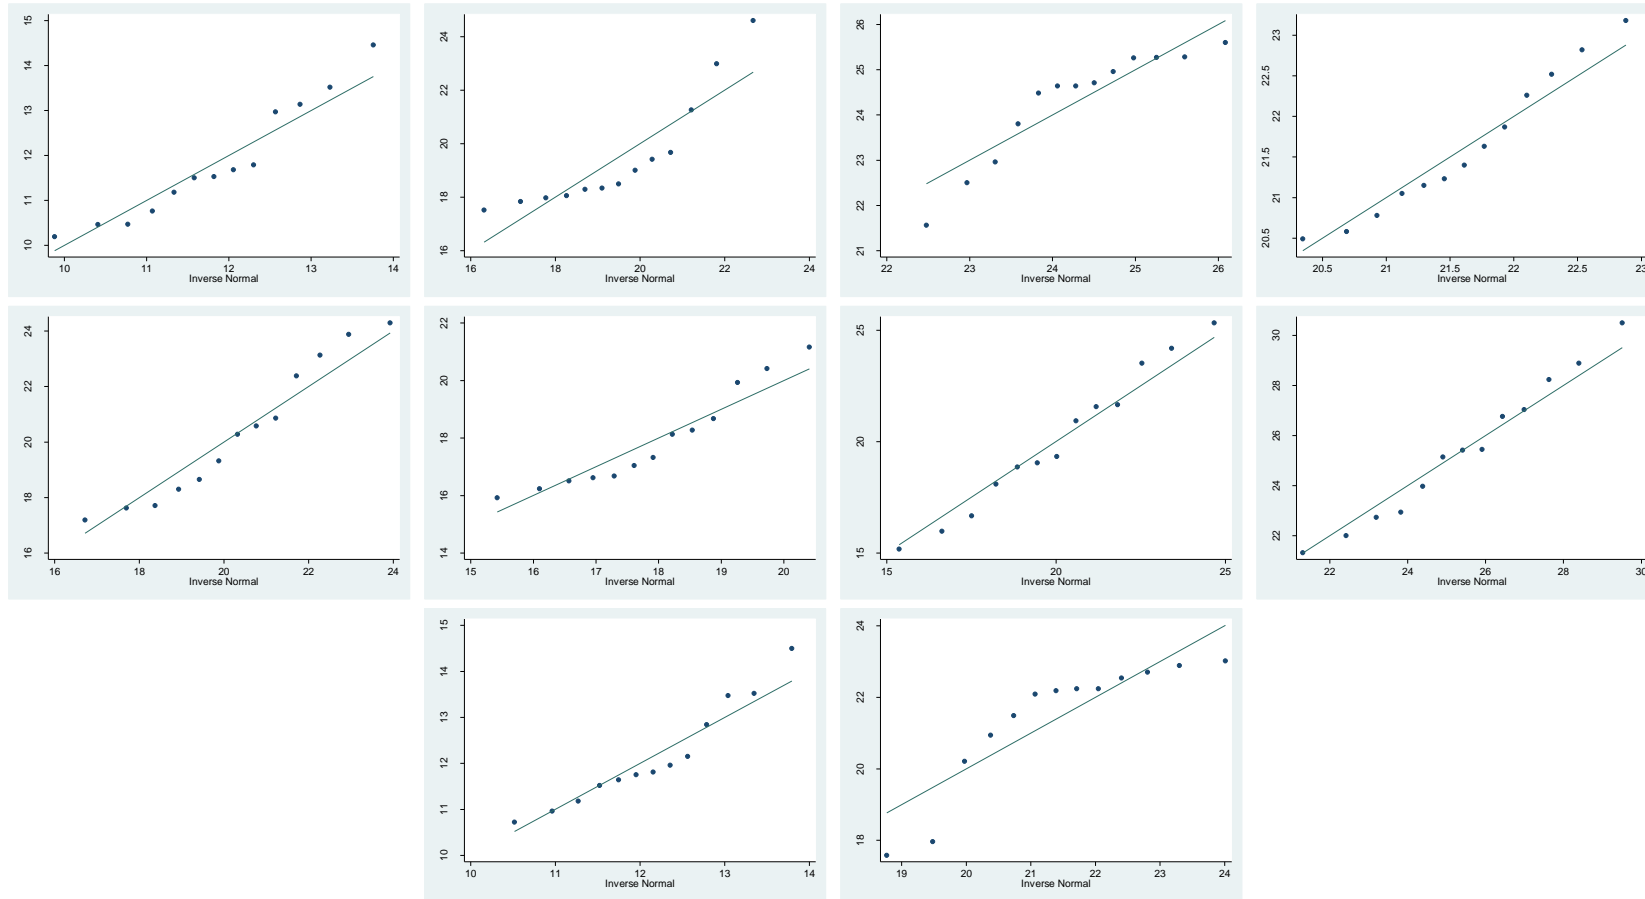 15
14
13
12
11
10
10 11 12 13 14
Inverse Normal
24
22
20
18
16
16 18 20 22 24
Inverse Normal
26
25
24
23
22
21
22 23 24 25 26
Inverse Normal
23
22.5
22
21.5
21
20.5
20.5 21 21.5 22 22.5 23
Inverse Normal
24
22
20
18
16
16 18 20 22 24
Inverse Normal
22
20
18
16
14
15 16 17 18 19 20
Inverse Normal
25
20
15
15 20 25
Inverse Normal
30
28
26
24
22
22 24 26 28 30
Inverse Normal
15
14
13
12
11
10
10 11 12 13 14
Inverse Normal
24
22
20
18
19 20 21 22 23 24
Inverse Normal